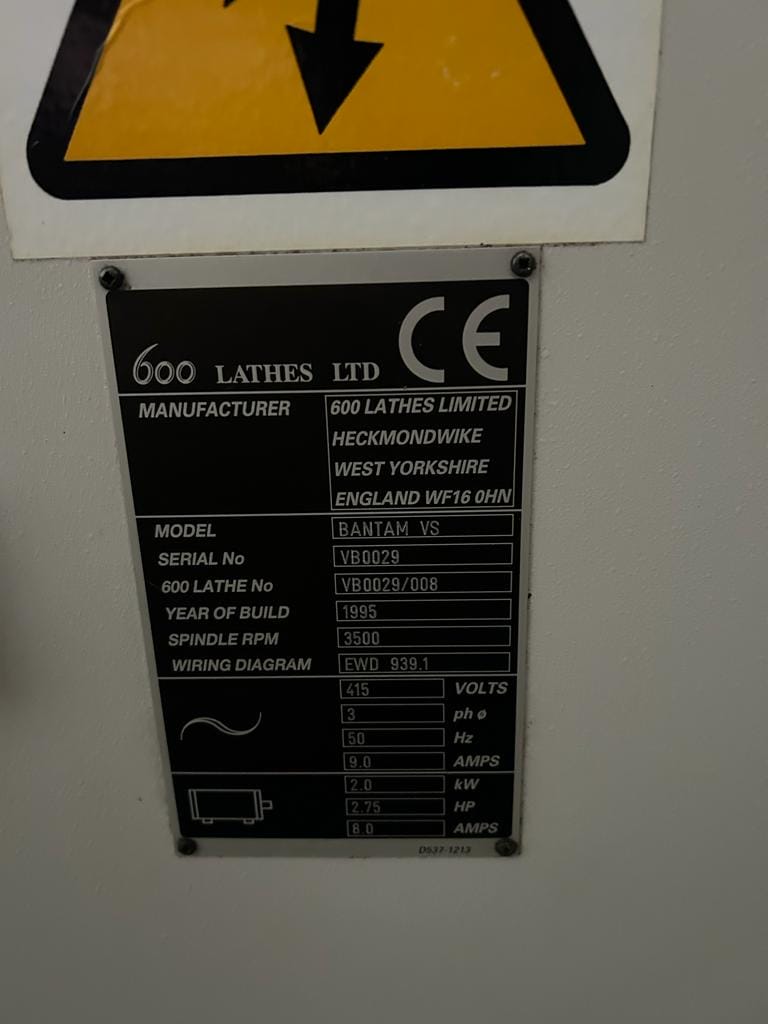 600 LATHES LTD CE
MANUFACTURER 600 LATHES LIMITED
HECKMONDWIKE
WEST YORKSHIRE
ENGLAND WF16 0HN
MODEL BANTAM VS
SERIAL No VB0029
600 LATHE No VB0029/008
YEAR OF BUILD 1995
SPINDLE RPM 3500
WIRING DIAGRAM EWD 939.1
415 VOLTS
3 ph ø
50 Hz
9.0 AMPS
2.0 kW
2.75 HP
8.0 AMPS
D537-1213